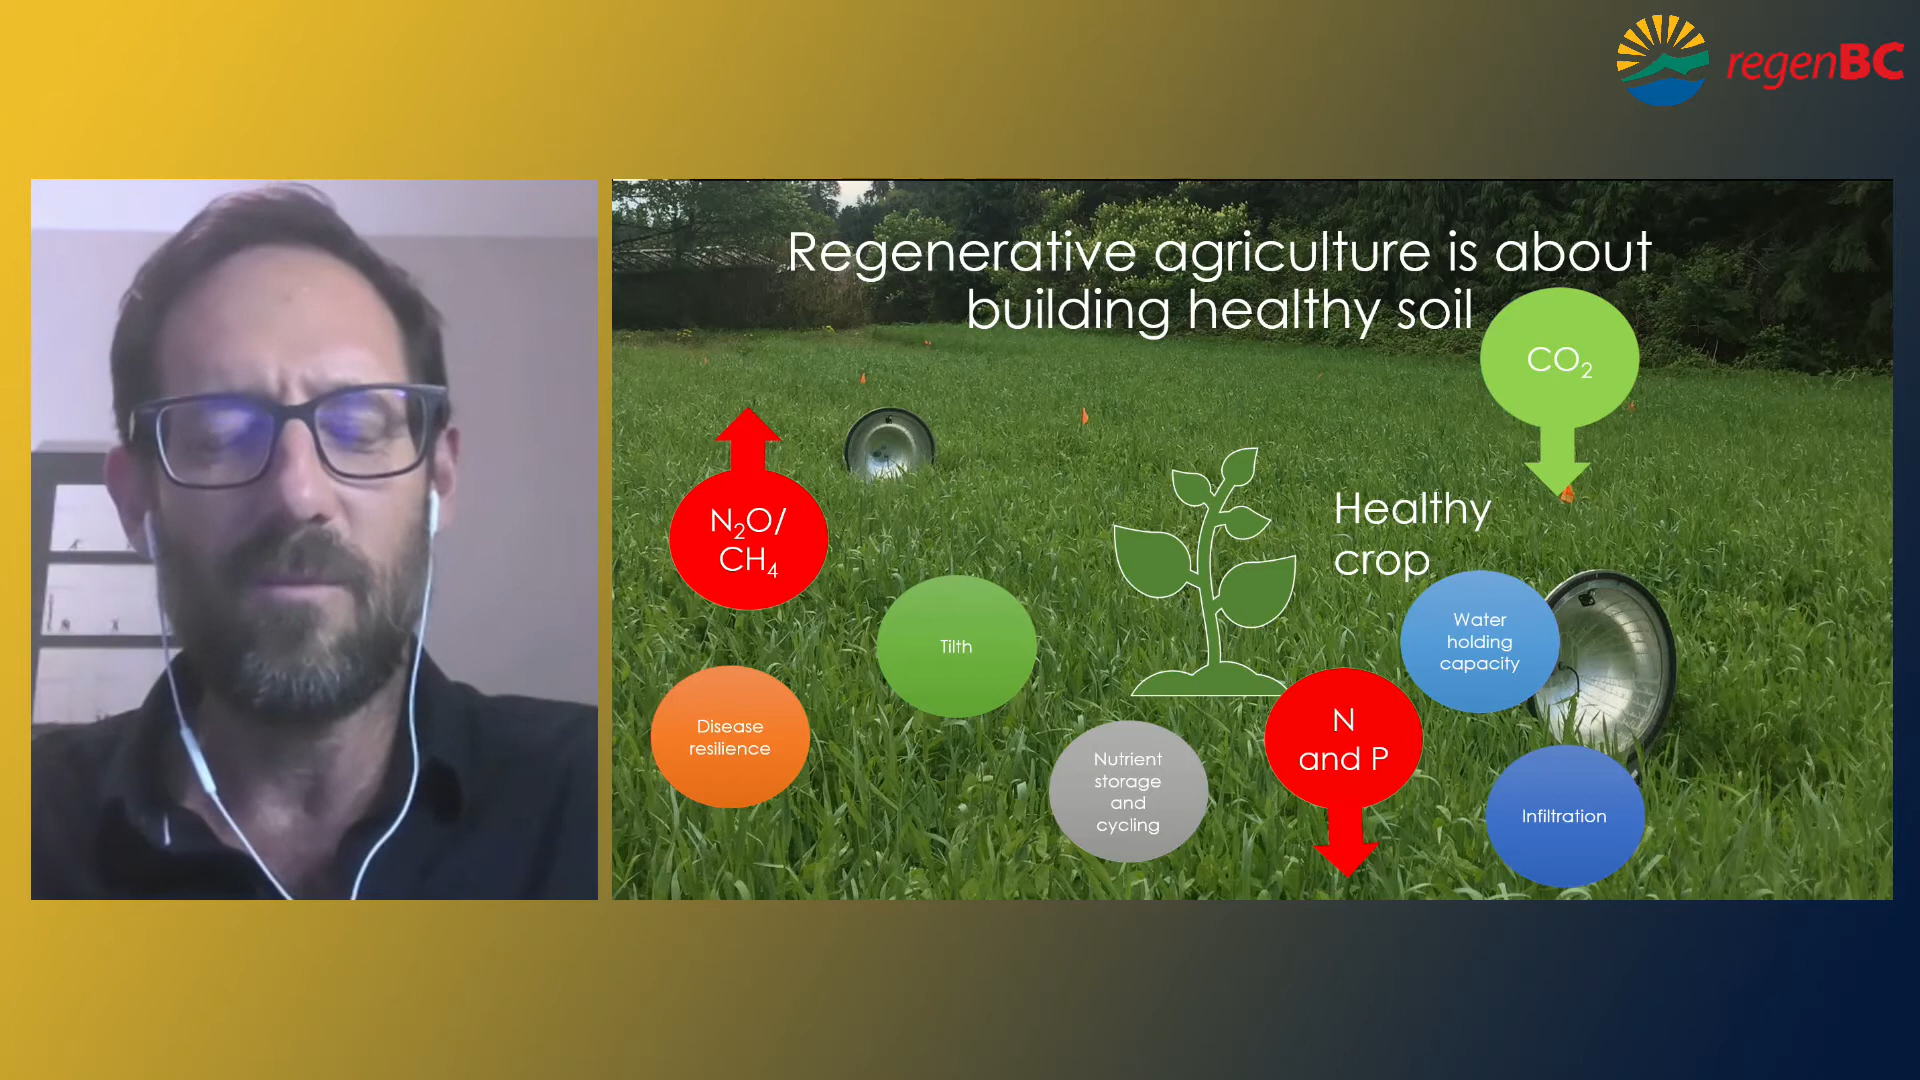 regenBC
Regenerative agriculture is about
building healthy soil
CO₂
N₂O/
CH₄
Healthy
crop
Tilth
Water
holding
capacity
Disease
resilience
N
and P
Nutrient
storage
and
cycling
Infiltration